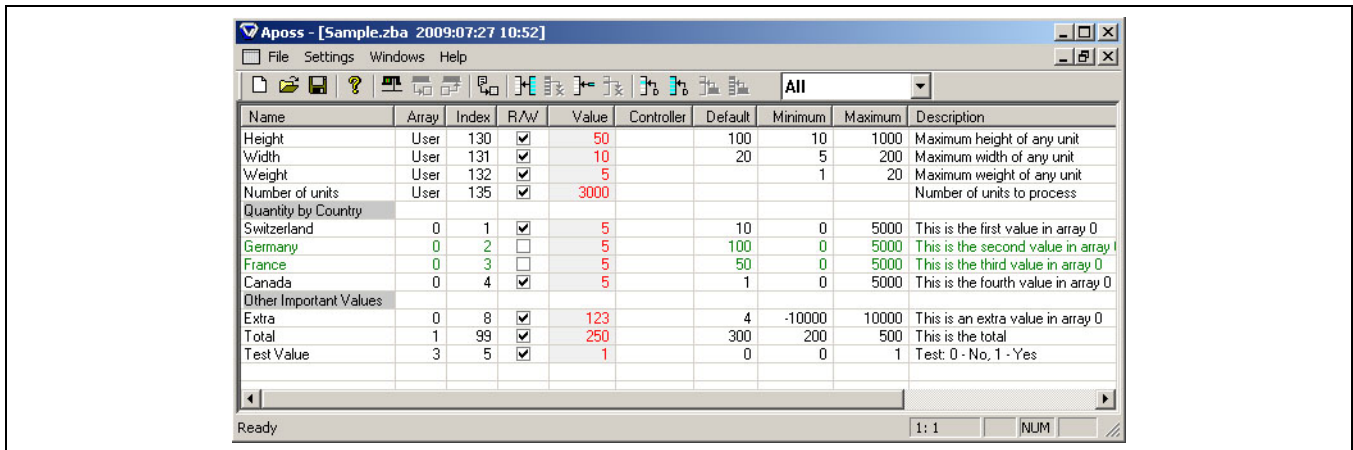 Aposs - [Sample.zba 2009:07:27 10:52]
File Settings Windows Help
All
Name Array Index R/W Value Controller Default Minimum Maximum Description
Height User 130 50 100 10 1000 Maximum height of any unit
Width User 131 10 20 5 200 Maximum width of any unit
Weight User 132 5 1 20 Maximum weight of any unit
Number of units User 135 3000 Number of units to process
Quantity by Country
Switzerland 0 1 5 10 0 5000 This is the first value in array 0
Germany 0 2 5 100 0 5000 This is the second value in array
France 0 3 5 50 0 5000 This is the third value in array 0
Canada 0 4 5 1 0 5000 This is the fourth value in array 0
Other Important Values
Extra 0 8 123 4 -10000 10000 This is an extra value in array 0
Total 1 99 250 300 200 500 This is the total
Test Value 3 5 1 0 0 1 Test: 0 - No, 1 - Yes
Ready 1: 1 NUM